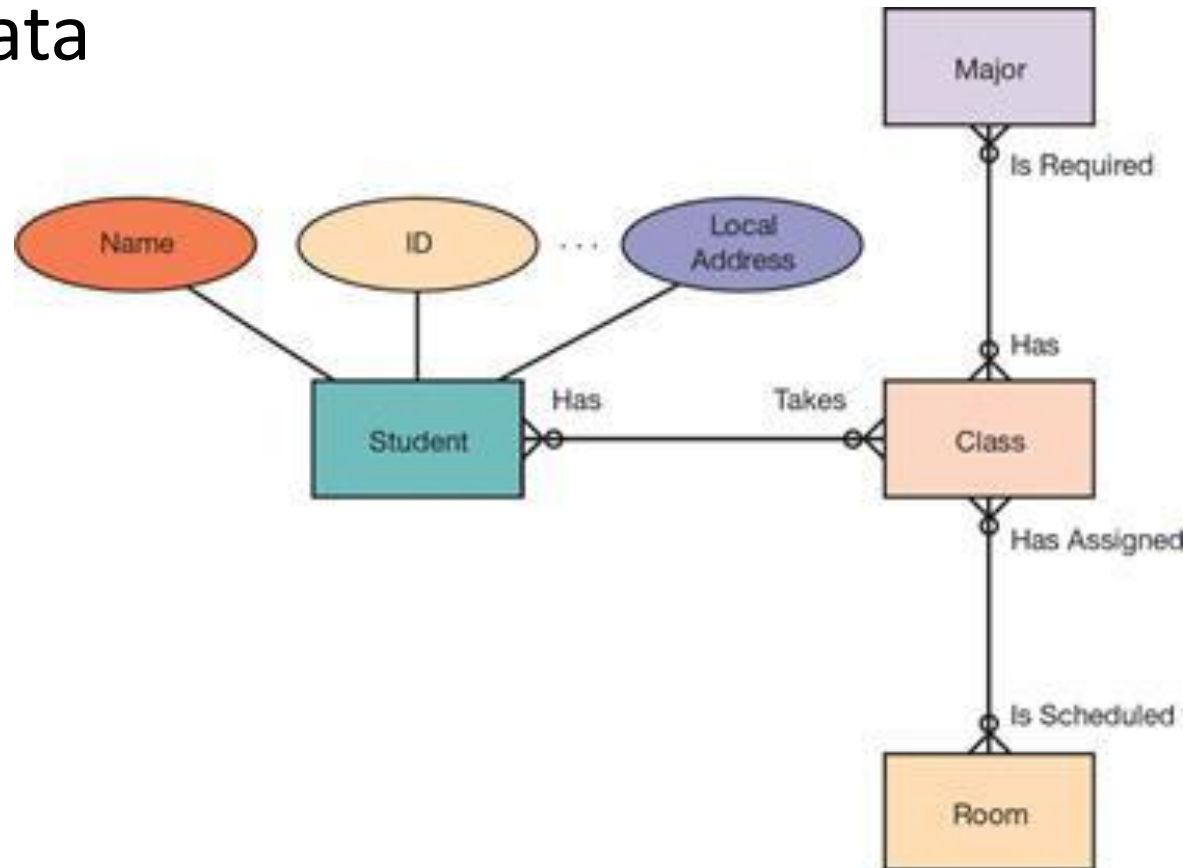 ata
Major
Is Required
Name
ID
. . .
Local
Address
Has
Has
Takes
Student
Class
Has Assigned
Is Scheduled
Room